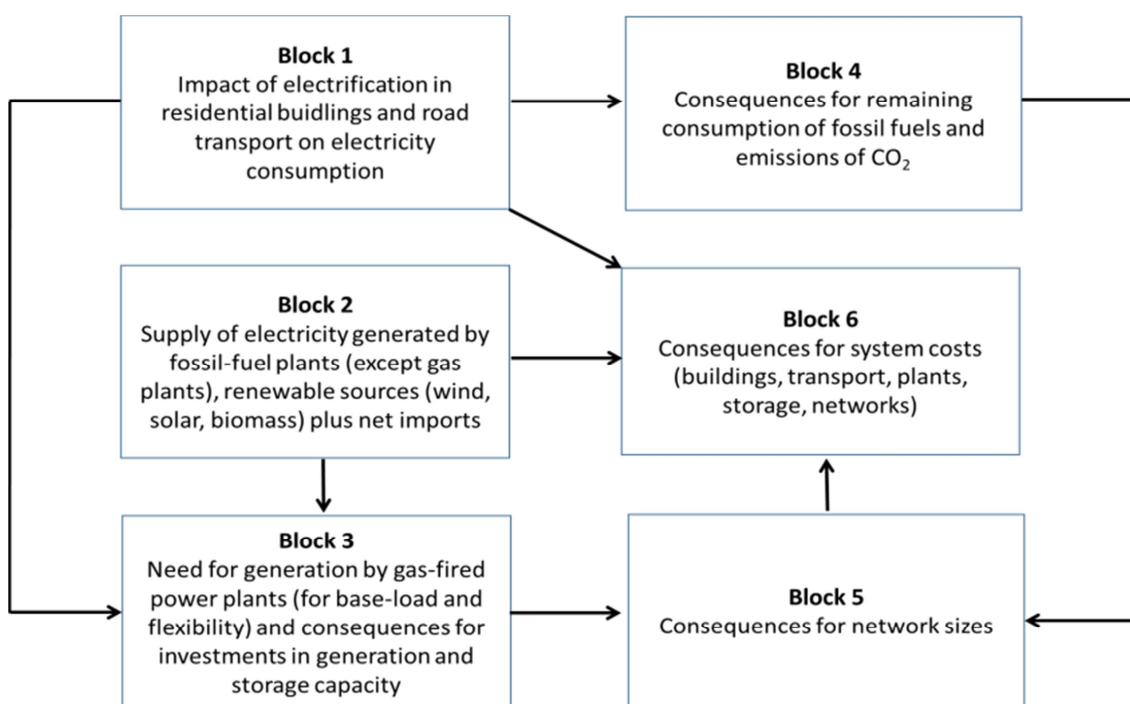 Block 1
Impact of electrification in
residential buidlings and road
transport on electricity
consumption
Block 4
Consequences for remaining
consumption of fossil fuels and
emissions of CO₂
Block 2
Supply of electricity generated by
fossil-fuel plants (except gas
plants), renewable sources (wind,
solar, biomass) plus net imports
Block 6
Consequences for system costs
(buildings, transport, plants,
storage, networks)
Block 3
Need for generation by gas-fired
power plants (for base-load and
flexibility) and consequences for
investments in generation and
storage capacity
Block 5
Consequences for network sizes